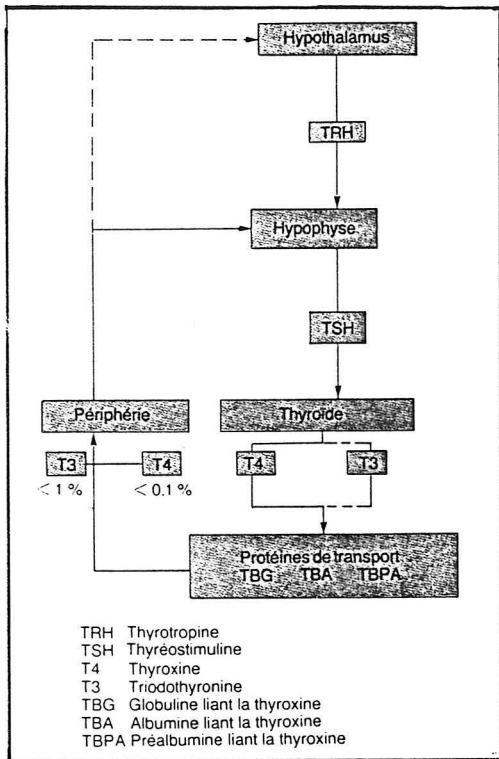 Hypothalamus
TRH
Hypophyse
TSH
Périphérie
Thyroïde
T3 T4
< 1 % < 0.1 %
T4 T3
Protéines de transport
TBG TBA TBPA
TRH Thyrotropine
TSH Thyréostimuline
T4 Thyroxine
T3 Triodothyronine
TBG Globuline liant la thyroxine
TBA Albumine liant la thyroxine
TBPA Préalbumine liant la thyroxine